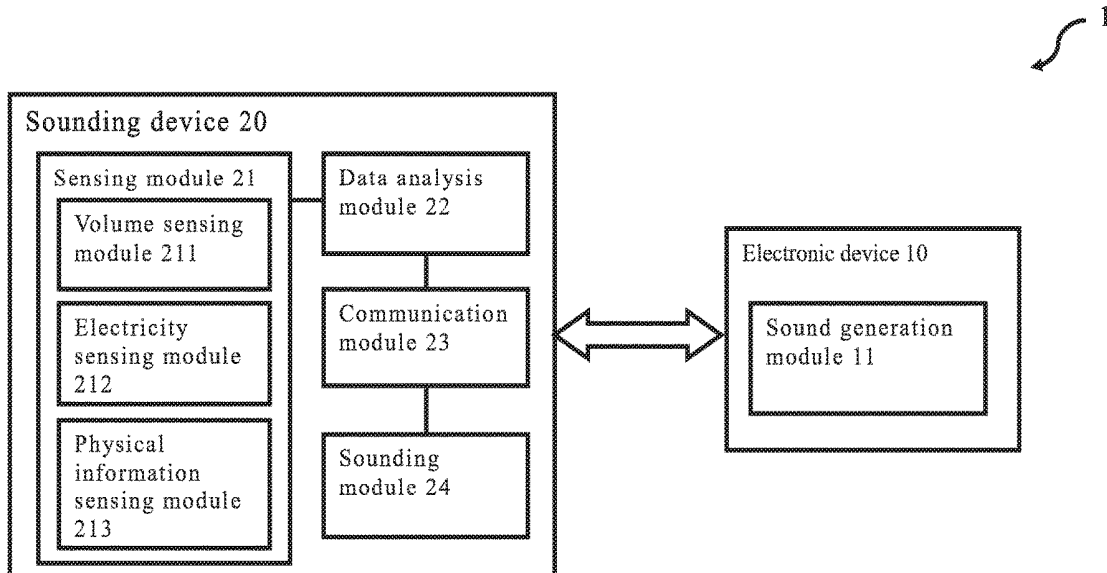 1
Sounding device 20
Sensing module 21
Volume sensing
module 211
Electricity
sensing module
212
Physical
information
sensing module
213
Data analysis
module 22
Communication
module 23
Sounding
module 24
Electronic device 10
Sound generation
module 11